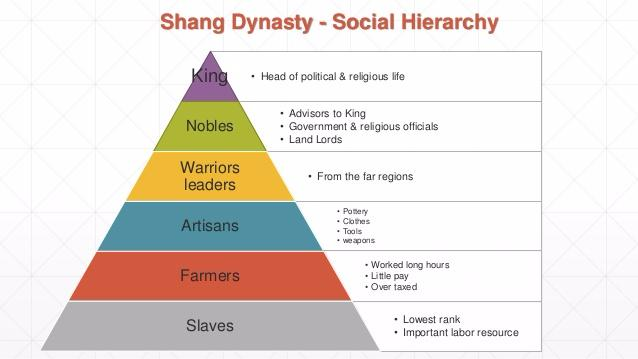 Shang Dynasty - Social Hierarchy
King
• Head of political & religious life
Nobles
• Advisors to King
• Government & religious officials
• Land Lords
Warriors
leaders
• From the far regions
Artisans
• Pottery
• Clothes
• Tools
• weapons
Farmers
• Worked long hours
• Little pay
• Over taxed
Slaves
• Lowest rank
• Important labor resource